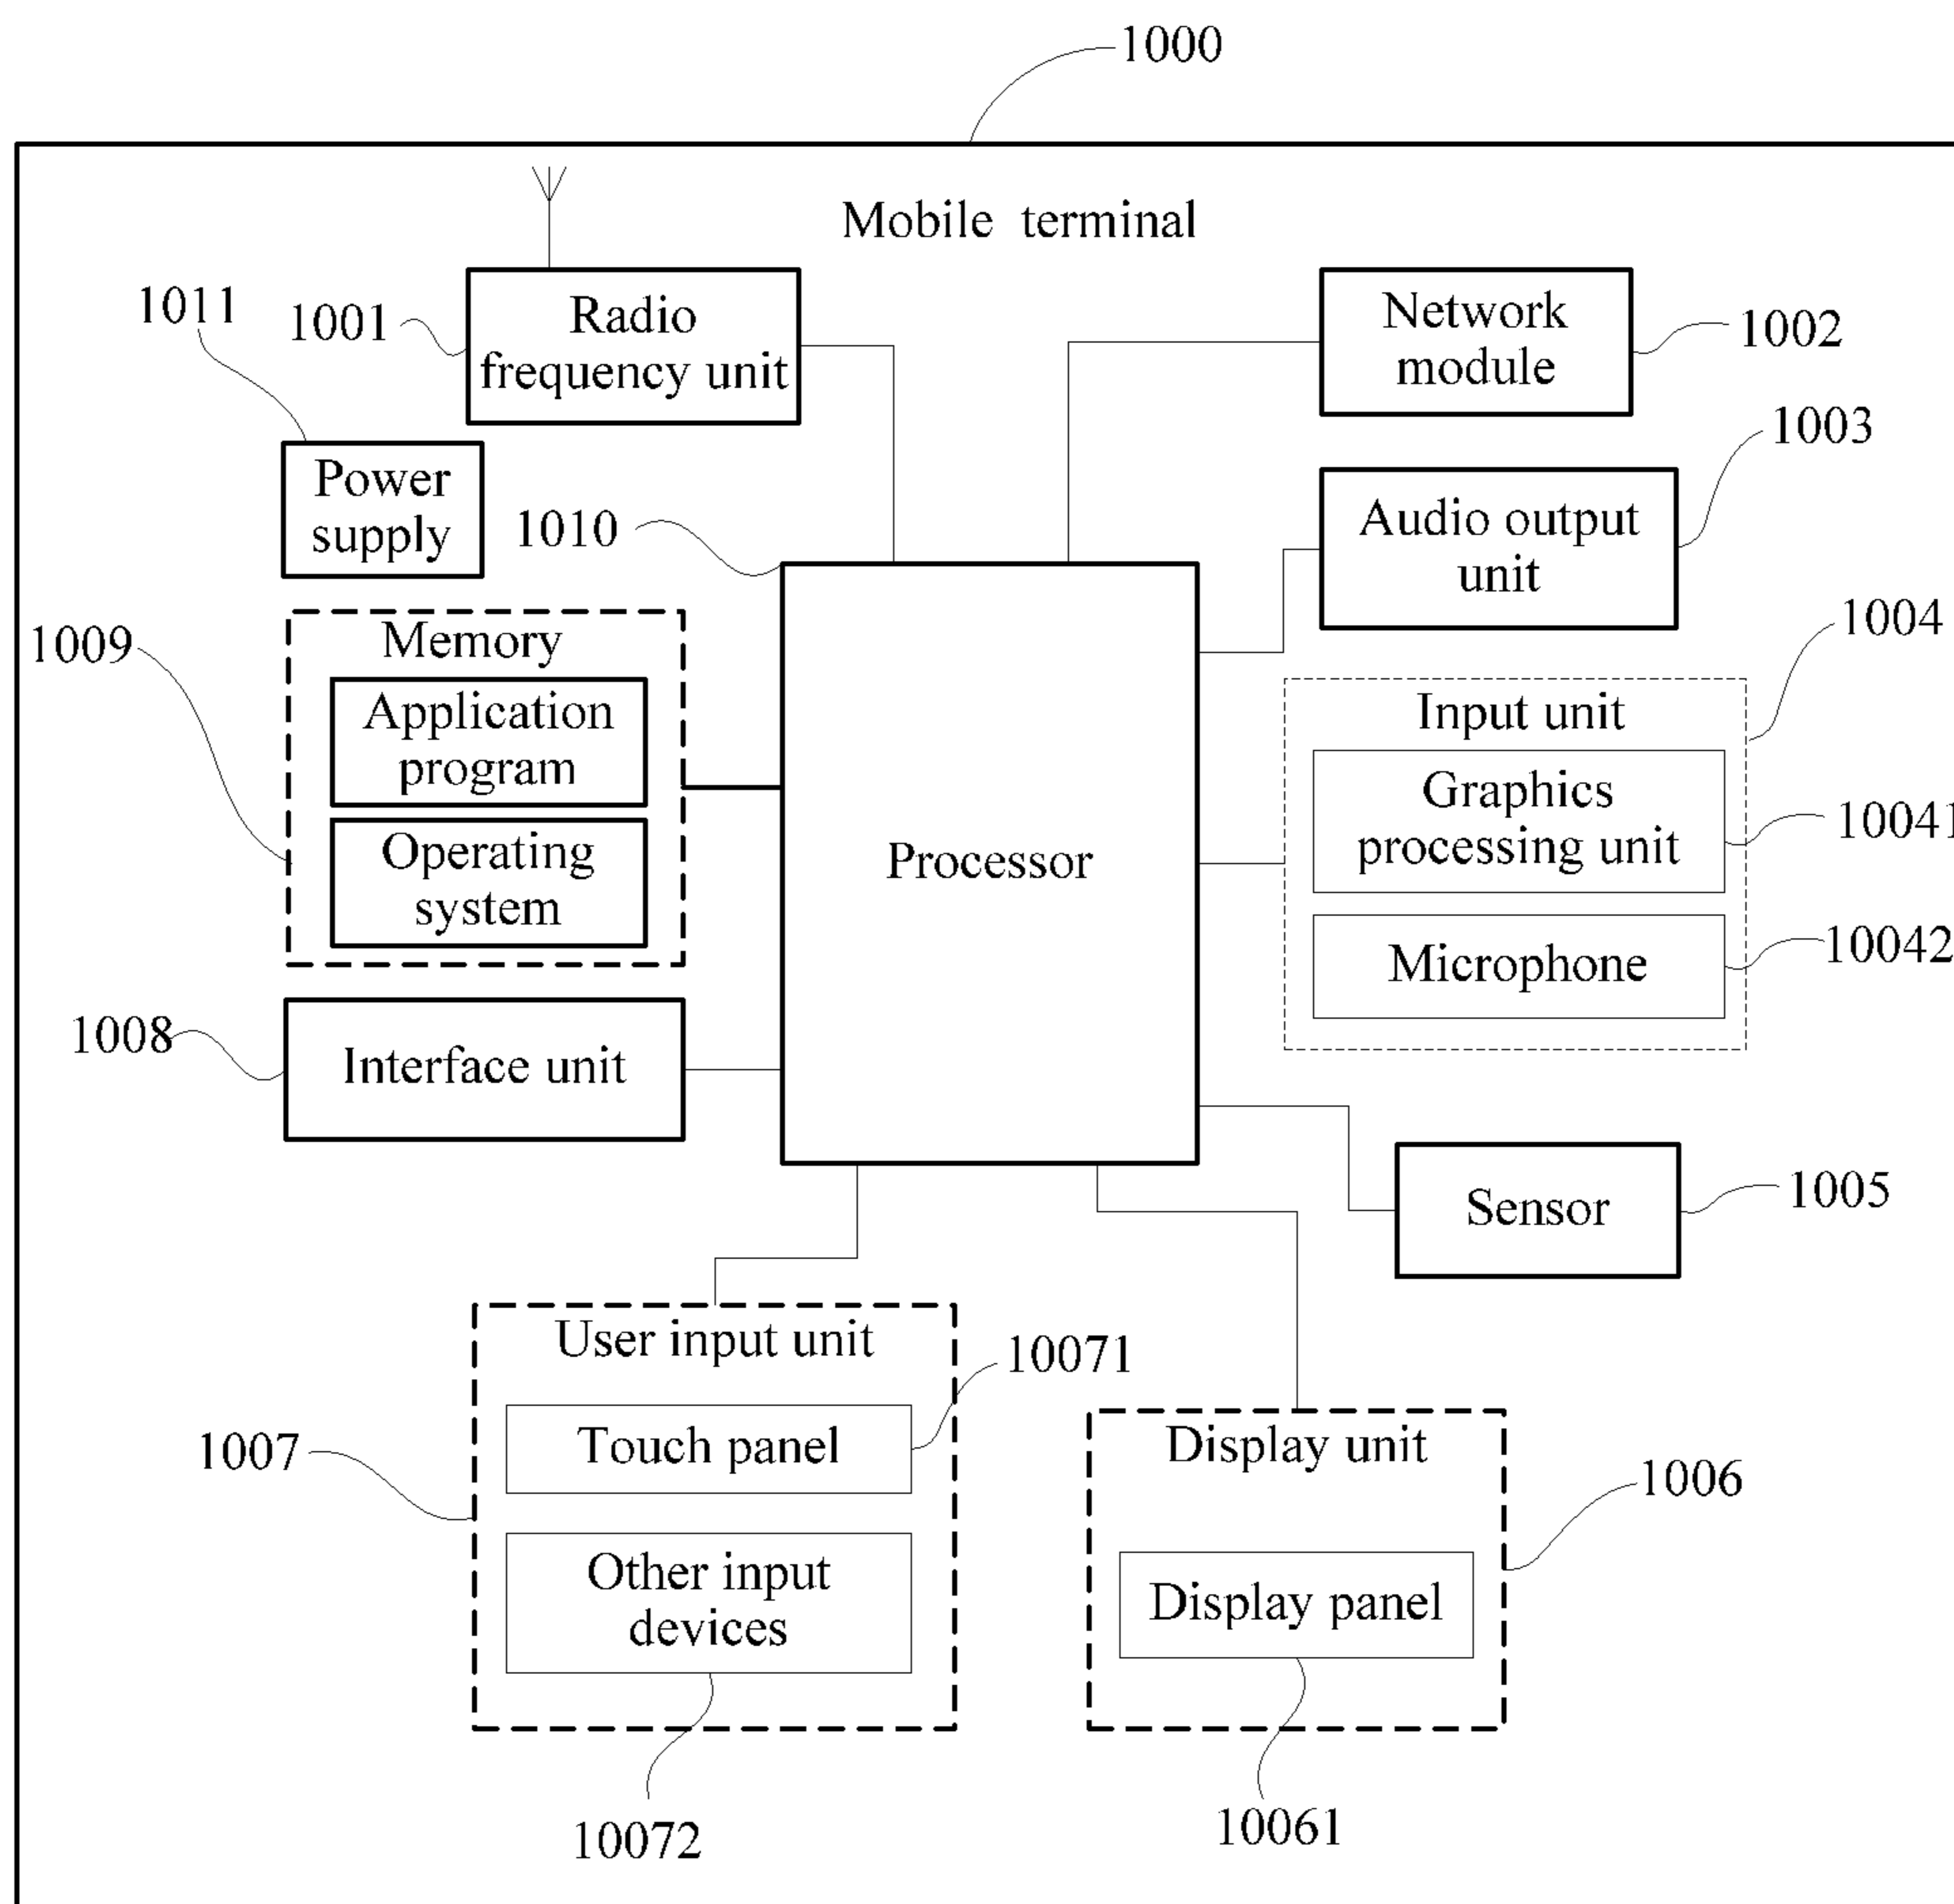 1000
Mobile terminal
1011
1001
Radio
frequency unit
Network
module
1002
1003
Power
supply
1010
Audio output
unit
1004
1009
Memory
Application
program
Operating
system
Processor
Input unit
Graphics
processing unit
10041
Microphone
10042
1008
Interface unit
Sensor
1005
User input unit
10071
Touch panel
1007
Other input
devices
10072
Display unit
1006
Display panel
10061